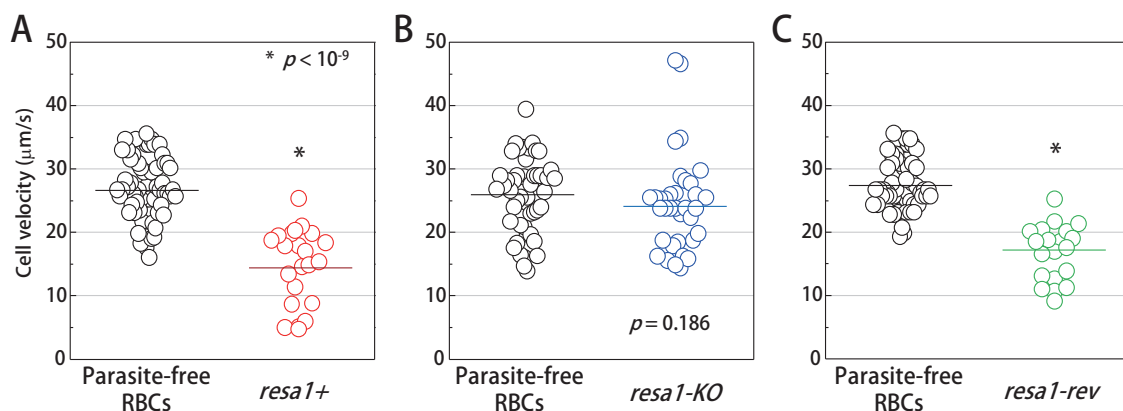 A
B
C
Cell velocity (μm/s)
50
40
30
20
10
0
* p < 10-9
*
Parasite-free
RBCs
resa1+
50
40
30
20
10
0
p = 0.186
Parasite-free
RBCs
resa1-KO
50
40
30
20
10
0
*
Parasite-free
RBCs
resa1-rev